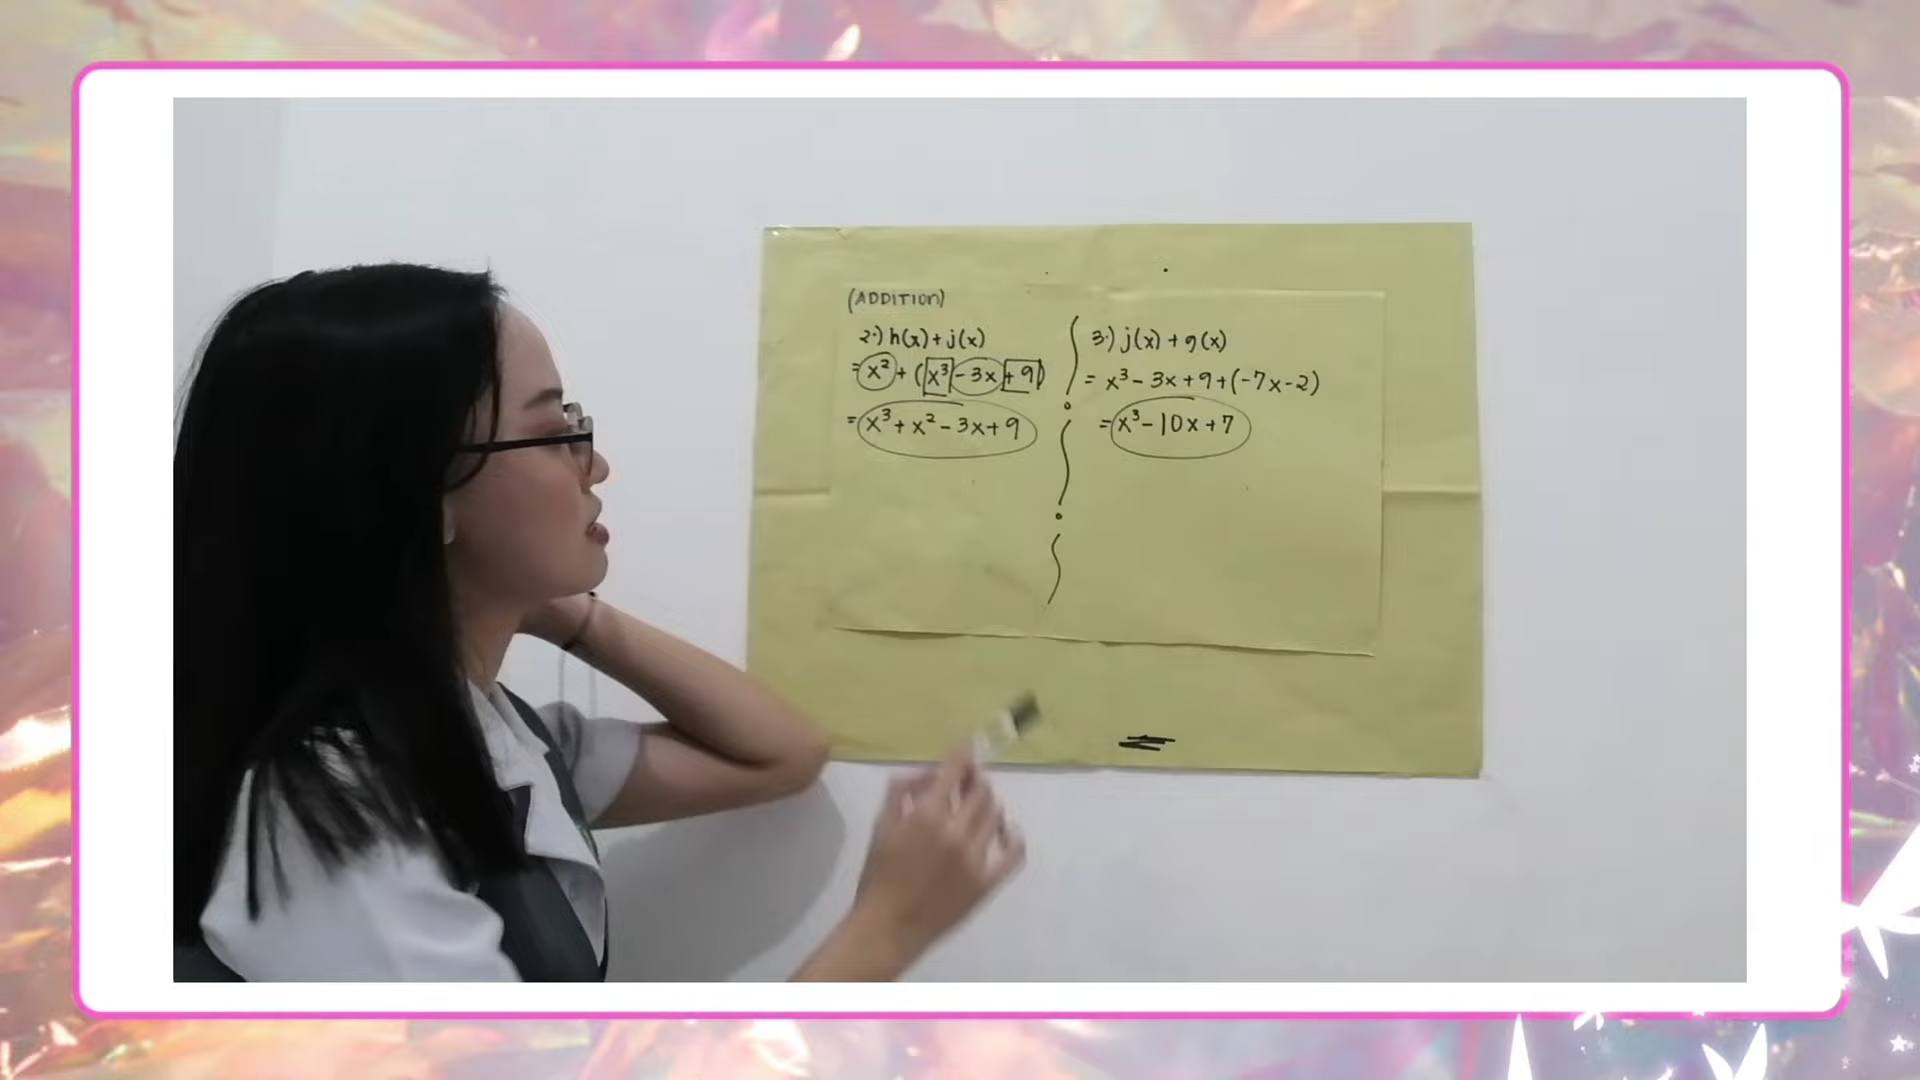 (ADDITION)
2.) h(x) + j(x)
= x² + (x³ - 3x + 9)
= x³ + x² - 3x + 9
3.) j(x) + g(x)
= x³ - 3x + 9 + (-7x - 2)
= x³ - 10x + 7